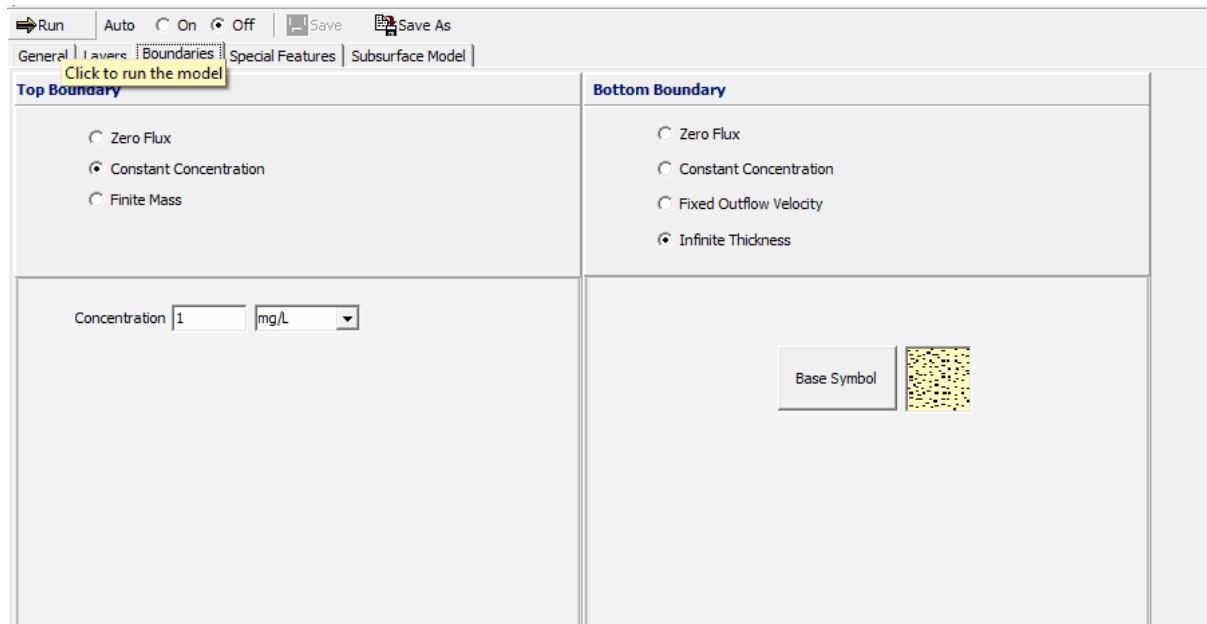 Run Auto On Off Save Save As
General Layers Boundaries Special Features Subsurface Model
Click to run the model
Top Boundary
Zero Flux
Constant Concentration
Finite Mass
Concentration 1 mg/L
Bottom Boundary
Zero Flux
Constant Concentration
Fixed Outflow Velocity
Infinite Thickness
Base Symbol